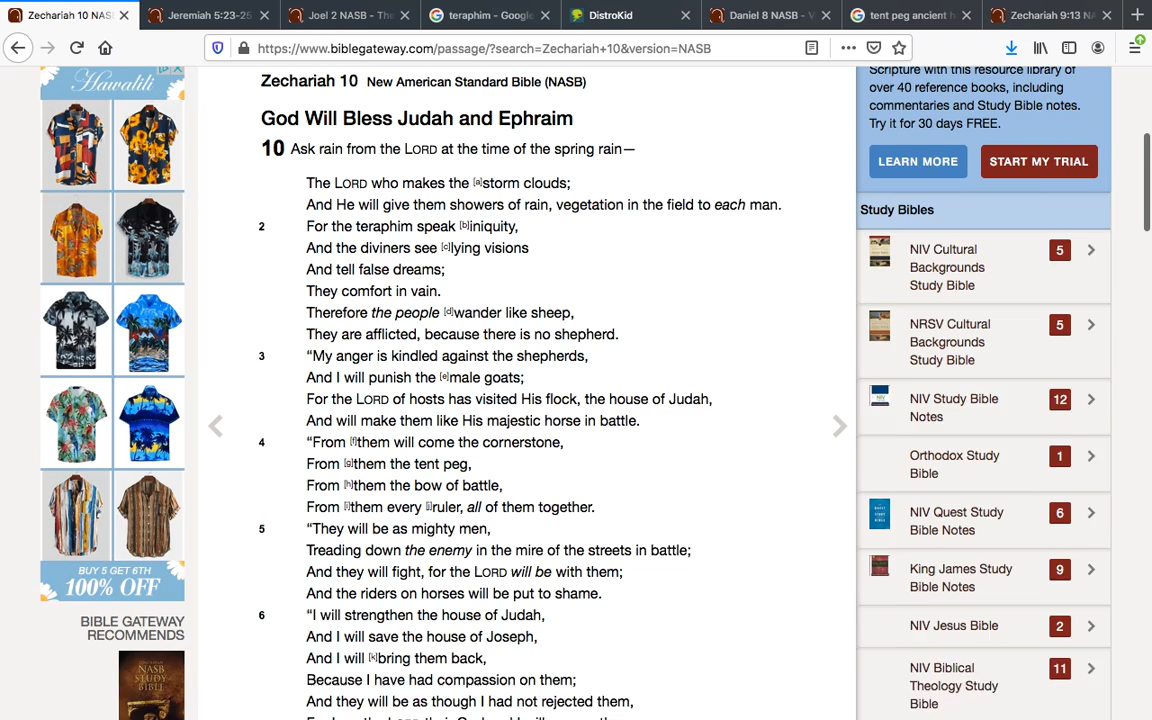 Zechariah 10 NAS
Jeremiah 5:23-25
Joel 2 NASB - The
teraphim - Google
DistroKid
Daniel 8 NASB - V
tent peg ancient h
Zechariah 9:13 NA
https://www.biblegateway.com/passage/?search=Zechariah+10&version=NASB
Hawalili
BUY 5 GET 6TH
100% OFF
BIBLE GATEWAY
RECOMMENDS
NASB
STUDY
BIBLE
Zechariah 10 New American Standard Bible (NASB)
God Will Bless Judah and Ephraim
10 Ask rain from the LORD at the time of the spring rain—
The LORD who makes the [a]storm clouds;
And He will give them showers of rain, vegetation in the field to each man.
2 For the teraphim speak [b]iniquity,
And the diviners see [c]lying visions
And tell false dreams;
They comfort in vain.
Therefore the people [d]wander like sheep,
They are afflicted, because there is no shepherd.
3 “My anger is kindled against the shepherds,
And I will punish the [e]male goats;
For the LORD of hosts has visited His flock, the house of Judah,
And will make them like His majestic horse in battle.
4 “From [f]them will come the cornerstone,
From [g]them the tent peg,
From [h]them the bow of battle,
From [i]them every [j]ruler, all of them together.
5 “They will be as mighty men,
Treading down the enemy in the mire of the streets in battle;
And they will fight, for the LORD will be with them;
And the riders on horses will be put to shame.
6 “I will strengthen the house of Judah,
And I will save the house of Joseph,
And I will [k]bring them back,
Because I have had compassion on them;
And they will be as though I had not rejected them,
Scripture with this resource library of
over 40 reference books, including
commentaries and Study Bible notes.
Try it for 30 days FREE.
LEARN MORE
START MY TRIAL
Study Bibles
NIV Cultural
Backgrounds
Study Bible
5
NRSV Cultural
Backgrounds
Study Bible
5
NIV Study Bible
Notes
12
Orthodox Study
Bible
1
NIV Quest Study
Bible Notes
6
King James Study
Bible Notes
9
NIV Jesus Bible
2
NIV Biblical
Theology Study
Bible
11